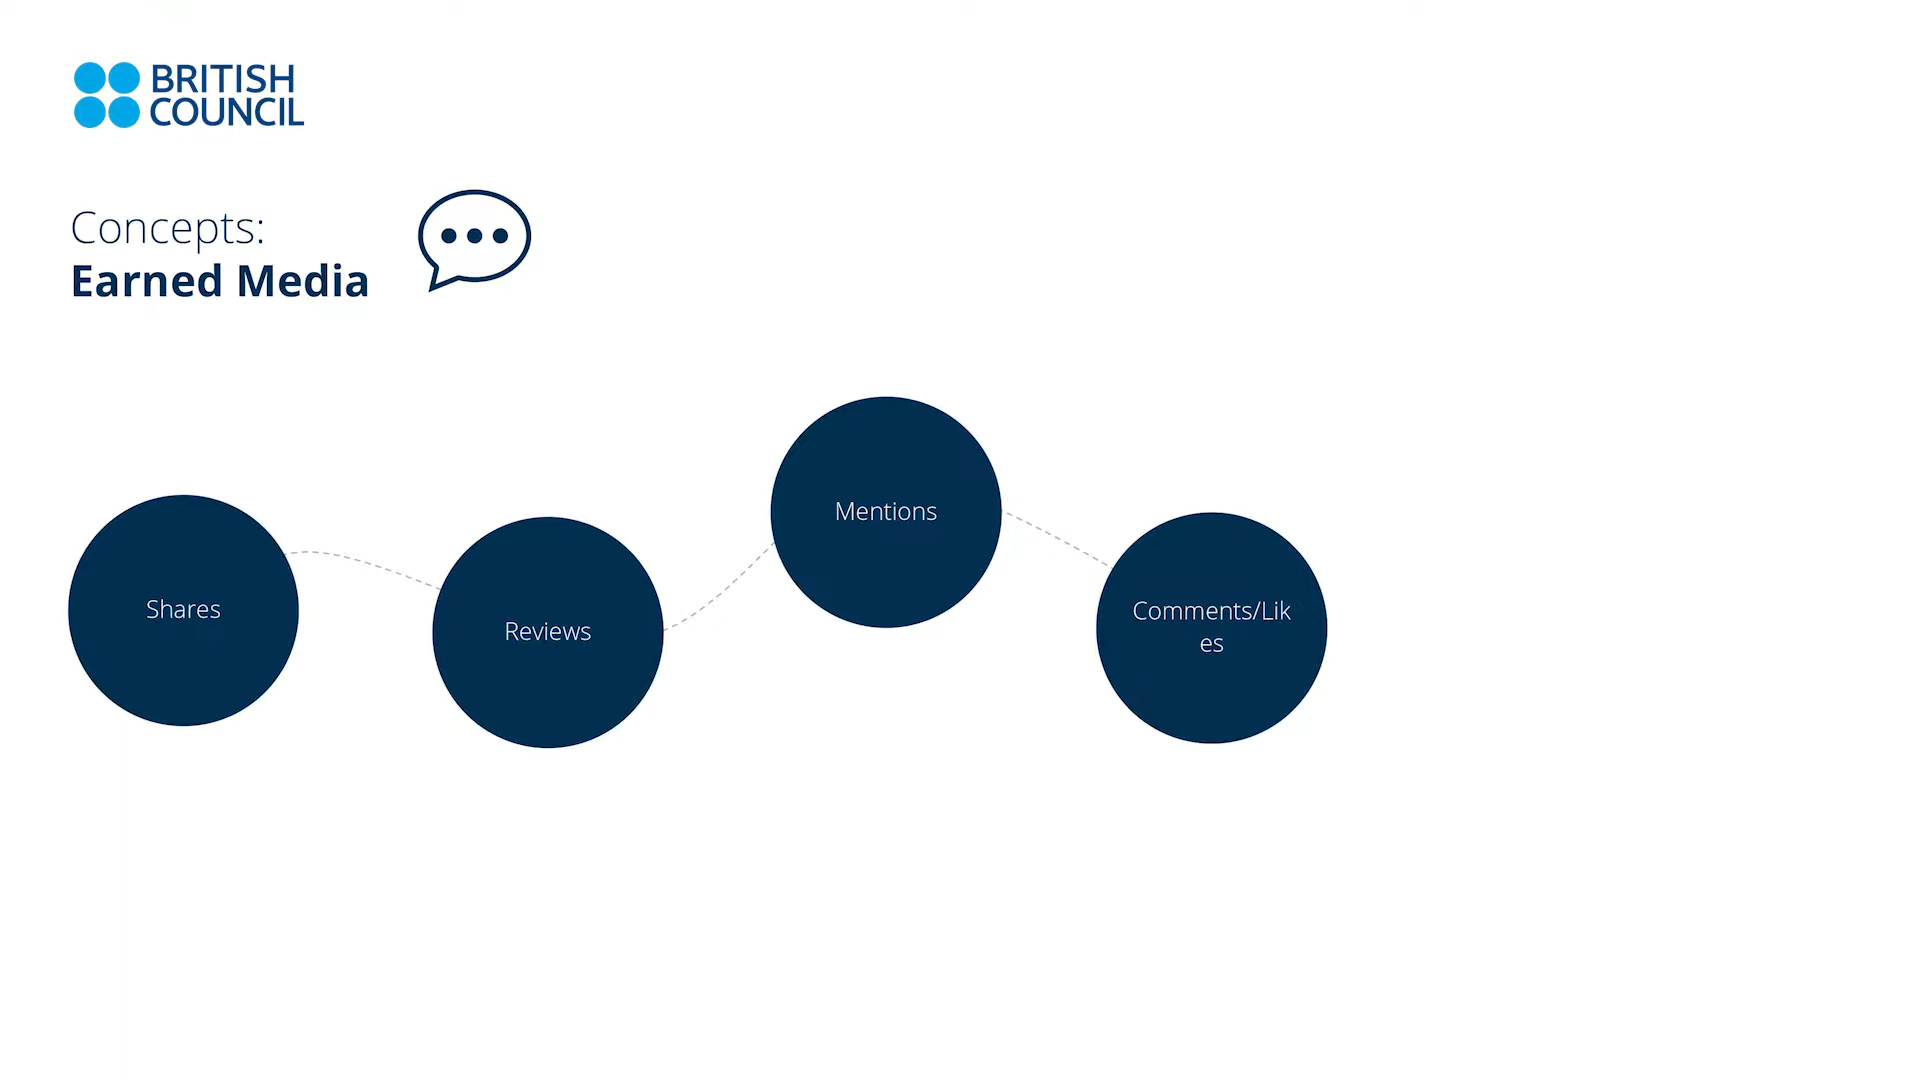 BRITISH
COUNCIL
Concepts:
Earned Media
Shares
Reviews
Mentions
Comments/Lik
es